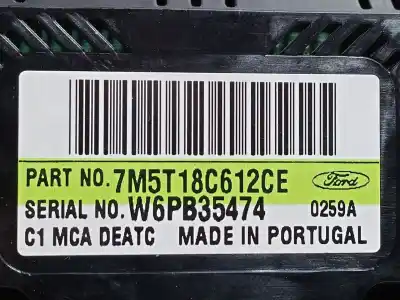 PART NO. 7M5T18C612CE Ford
SERIAL NO. W6PB35474 0259A
C1 MCA DEATC MADE IN PORTUGAL